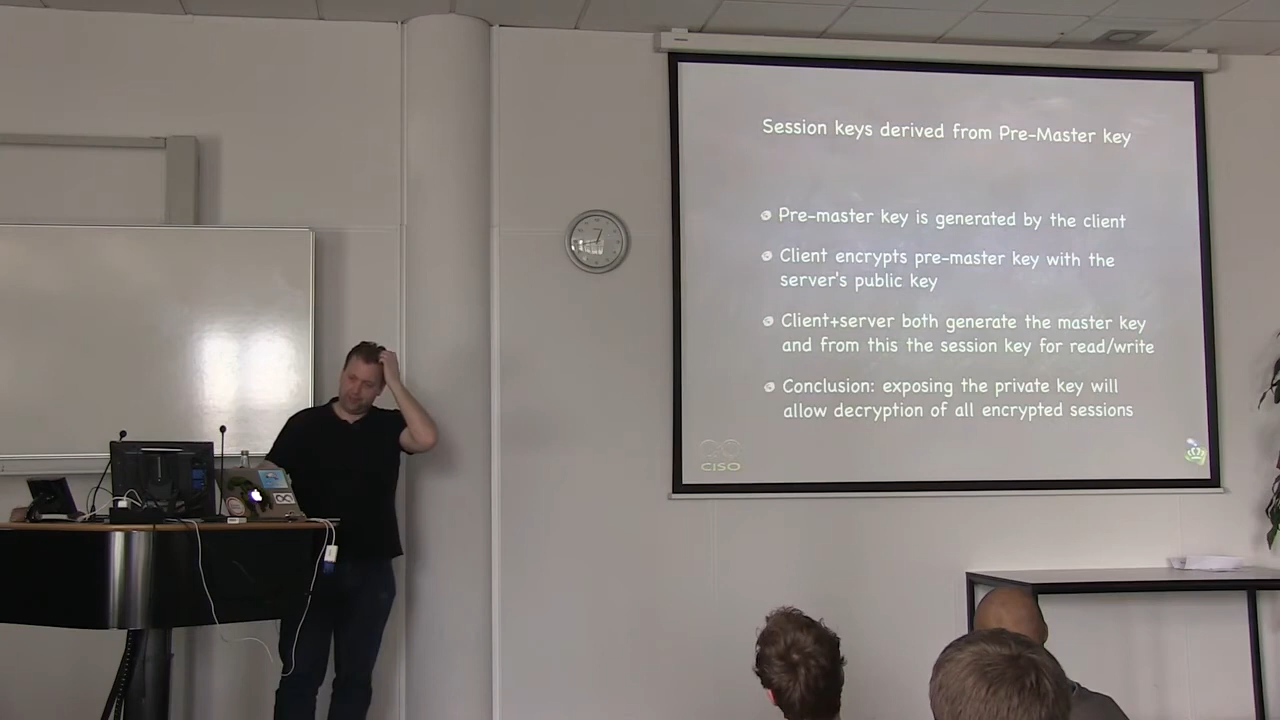 Session keys derived from Pre-Master key
Pre-master key is generated by the client
Client encrypts pre-master key with the
server's public key
Client+server both generate the master key
and from this the session key for read/write
Conclusion: exposing the private key will
allow decryption of all encrypted sessions
CISO